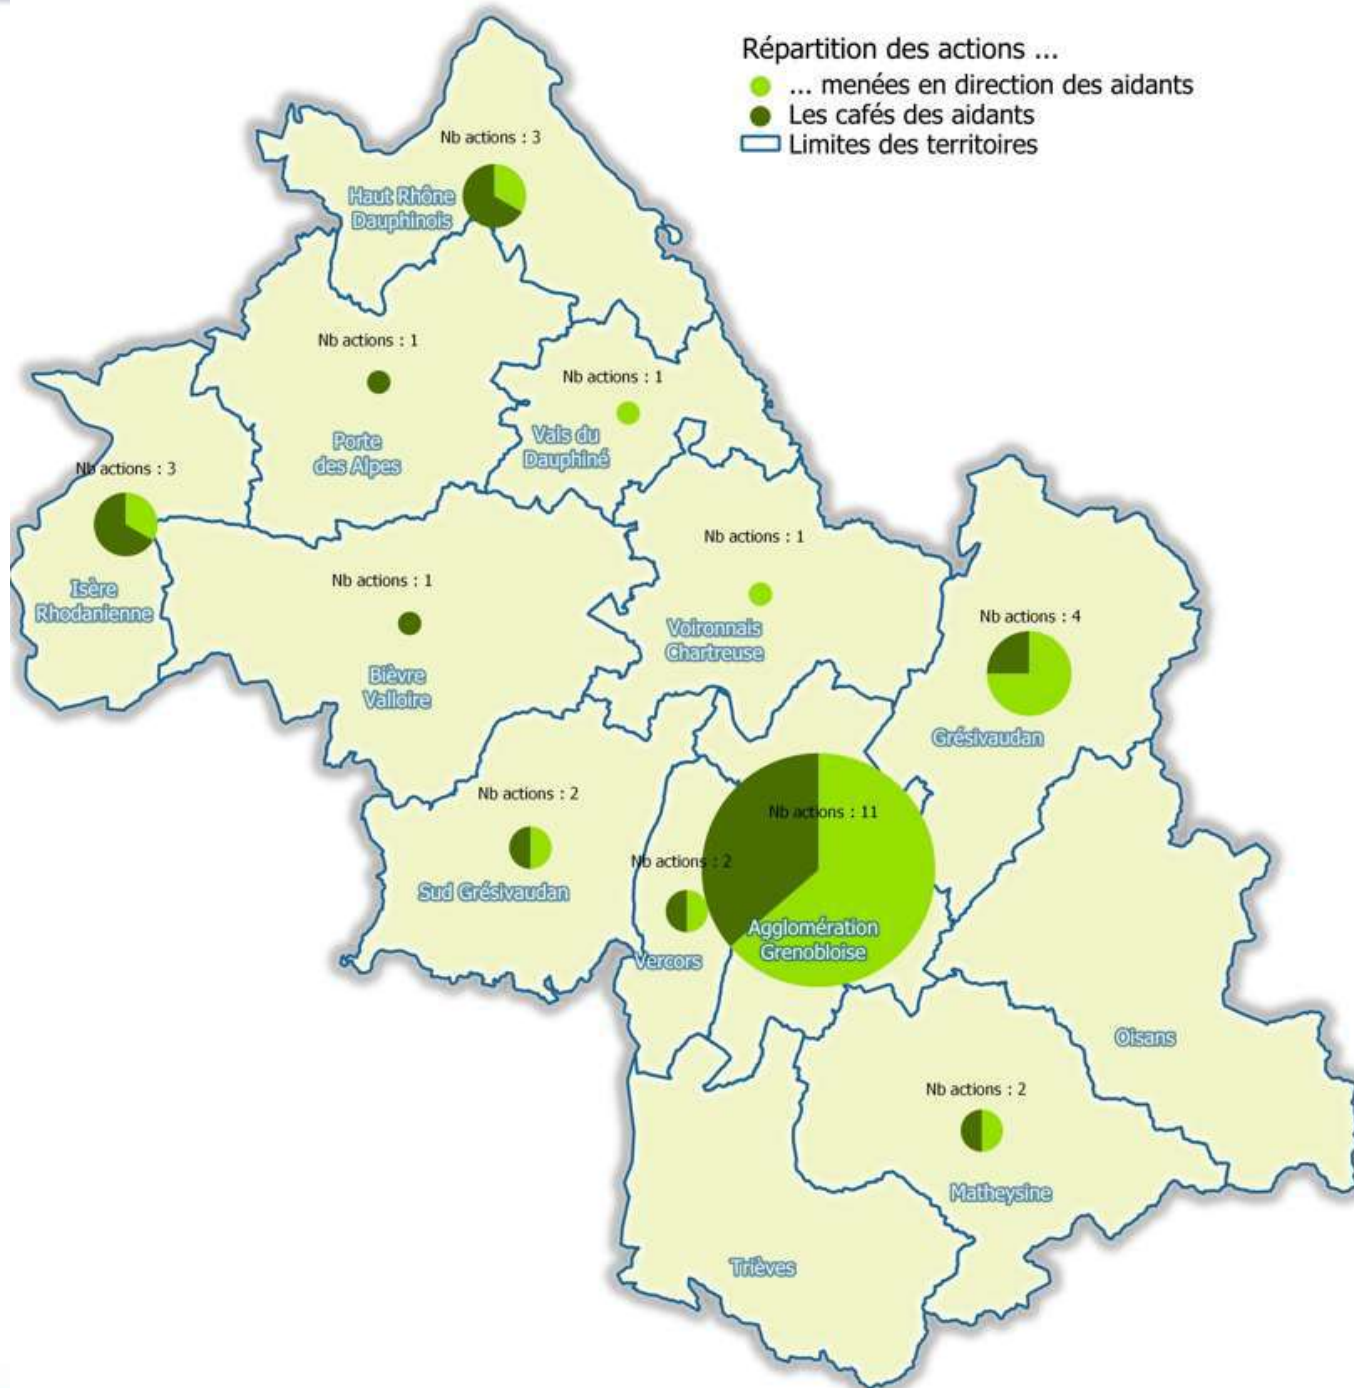 Répartition des actions ...
... menées en direction des aidants
Les cafés des aidants
Limites des territoires
Nb actions : 3
Haut Rhône
Dauphinois
Nb actions : 1
Porte
des Alpes
Nb actions : 1
Vals du
Dauphiné
Nb actions : 3
Isère
Rhodanienne
Nb actions : 1
Bièvre
Valloire
Nb actions : 1
Voironnais
Chartreuse
Nb actions : 4
Grésivaudan
Nb actions : 2
Sud Grésivaudan
Nb actions : 2
Vercors
Nb actions : 11
Agglomération
Grenobloise
Oisans
Nb actions : 2
Matheysine
Trièves